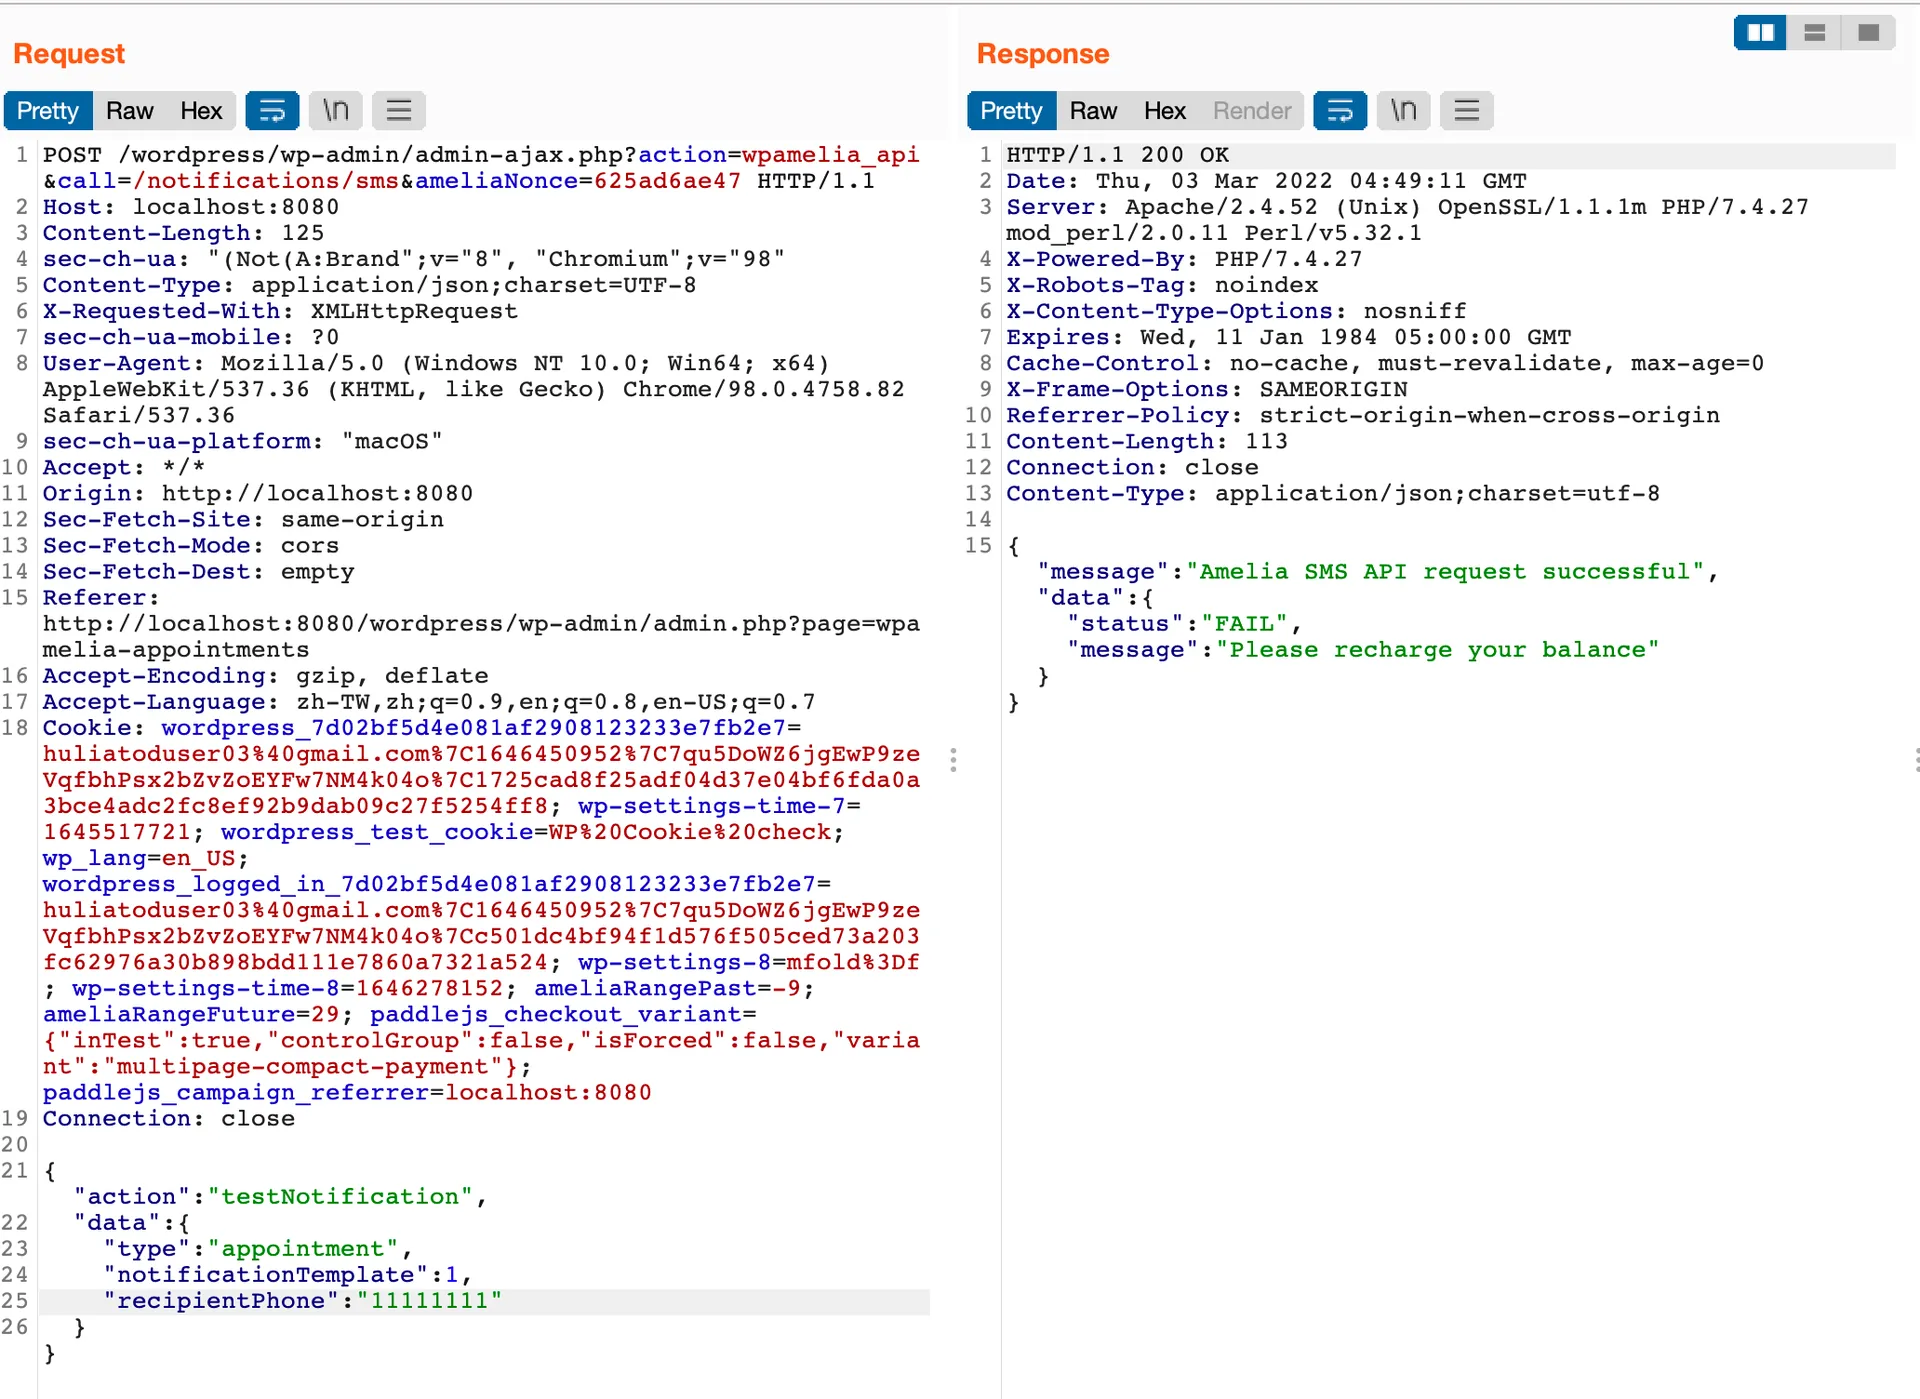 Request
Pretty Raw Hex \n
1 POST /wordpress/wp-admin/admin-ajax.php?action=wpamelia_api
&call=/notifications/sms&ameliaNonce=625ad6ae47 HTTP/1.1
2 Host: localhost:8080
3 Content-Length: 125
4 sec-ch-ua: "(Not(A:Brand";v="8", "Chromium";v="98"
5 Content-Type: application/json;charset=UTF-8
6 X-Requested-With: XMLHttpRequest
7 sec-ch-ua-mobile: ?0
8 User-Agent: Mozilla/5.0 (Windows NT 10.0; Win64; x64)
AppleWebKit/537.36 (KHTML, like Gecko) Chrome/98.0.4758.82
Safari/537.36
9 sec-ch-ua-platform: "macOS"
10 Accept: */*
11 Origin: http://localhost:8080
12 Sec-Fetch-Site: same-origin
13 Sec-Fetch-Mode: cors
14 Sec-Fetch-Dest: empty
15 Referer:
http://localhost:8080/wordpress/wp-admin/admin.php?page=wpa
melia-appointments
16 Accept-Encoding: gzip, deflate
17 Accept-Language: zh-TW,zh;q=0.9,en;q=0.8,en-US;q=0.7
18 Cookie: wordpress_7d02bf5d4e081af2908123233e7fb2e7=
huliatoduser03%40gmail.com%7C1646450952%7C7qu5DoWZ6jgEwP9ze
VqfbhPsx2bZvZoEYFw7NM4k04o%7C1725cad8f25adf04d37e04bf6fda0a
3bce4adc2fc8ef92b9dab09c27f5254ff8; wp-settings-time-7=
1645517721; wordpress_test_cookie=WP%20Cookie%20check;
wp_lang=en_US;
wordpress_logged_in_7d02bf5d4e081af2908123233e7fb2e7=
huliatoduser03%40gmail.com%7C1646450952%7C7qu5DoWZ6jgEwP9ze
VqfbhPsx2bZvZoEYFw7NM4k04o%7Cc501dc4bf94f1d576f505ced73a203
fc62976a30b898bdd111e7860a7321a524; wp-settings-8=mfold%3Df
; wp-settings-time-8=1646278152; ameliaRangePast=-9;
ameliaRangeFuture=29; paddlejs_checkout_variant=
{"inTest":true,"controlGroup":false,"isForced":false,"varia
nt":"multipage-compact-payment"};
paddlejs_campaign_referrer=localhost:8080
19 Connection: close
20
21 {
"action":"testNotification",
22 "data":{
23 "type":"appointment",
24 "notificationTemplate":1,
25 "recipientPhone":"11111111"
26 }
}
Response
Pretty Raw Hex Render \n
1 HTTP/1.1 200 OK
2 Date: Thu, 03 Mar 2022 04:49:11 GMT
3 Server: Apache/2.4.52 (Unix) OpenSSL/1.1.1m PHP/7.4.27
mod_perl/2.0.11 Perl/v5.32.1
4 X-Powered-By: PHP/7.4.27
5 X-Robots-Tag: noindex
6 X-Content-Type-Options: nosniff
7 Expires: Wed, 11 Jan 1984 05:00:00 GMT
8 Cache-Control: no-cache, must-revalidate, max-age=0
9 X-Frame-Options: SAMEORIGIN
10 Referrer-Policy: strict-origin-when-cross-origin
11 Content-Length: 113
12 Connection: close
13 Content-Type: application/json;charset=utf-8
14
15 {
"message":"Amelia SMS API request successful",
"data":{
"status":"FAIL",
"message":"Please recharge your balance"
}
}